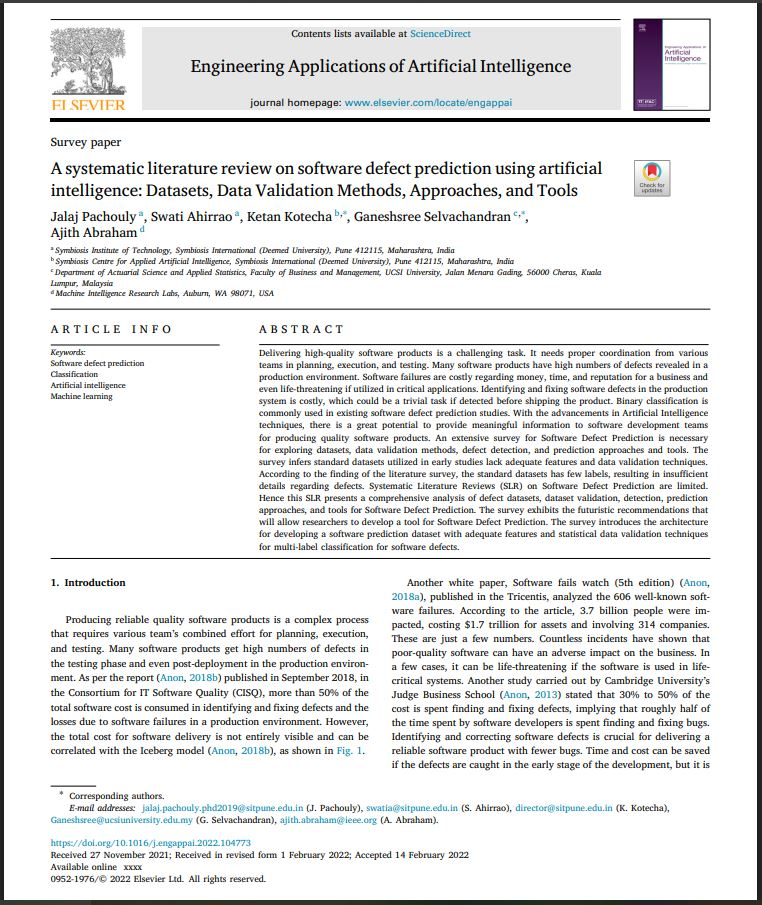 Contents lists available at ScienceDirect
Engineering Applications of Artificial Intelligence
journal homepage: www.elsevier.com/locate/engappai
ELSEVIER
Engineering Applications of
Artificial
Intelligence
Survey paper
A systematic literature review on software defect prediction using artificial
intelligence: Datasets, Data Validation Methods, Approaches, and Tools
Check for
updates
Jalaj Pachouly a, Swati Ahirrao a, Ketan Kotecha b,*, Ganeshsree Selvachandran c,*,
Ajith Abraham d
a Symbiosis Institute of Technology, Symbiosis International (Deemed University), Pune 412115, Maharashtra, India
b Symbiosis Centre for Applied Artificial Intelligence, Symbiosis International (Deemed University), Pune 412115, Maharashtra, India
c Department of Actuarial Science and Applied Statistics, Faculty of Business and Management, UCSI University, Jalan Menara Gading, 56000 Cheras, Kuala
Lumpur, Malaysia
d Machine Intelligence Research Labs, Auburn, WA 98071, USA
ARTICLE INFO
Keywords:
Software defect prediction
Classification
Artificial intelligence
Machine learning
ABSTRACT
Delivering high-quality software products is a challenging task. It needs proper coordination from various
teams in planning, execution, and testing. Many software products have high numbers of defects revealed in a
production environment. Software failures are costly regarding money, time, and reputation for a business and
even life-threatening if utilized in critical applications. Identifying and fixing software defects in the production
system is costly, which could be a trivial task if detected before shipping the product. Binary classification is
commonly used in existing software defect prediction studies. With the advancements in Artificial Intelligence
techniques, there is a great potential to provide meaningful information to software development teams
for producing quality software products. An extensive survey for Software Defect Prediction is necessary
for exploring datasets, data validation methods, defect detection, and prediction approaches and tools. The
survey infers standard datasets utilized in early studies lack adequate features and data validation techniques.
According to the finding of the literature survey, the standard datasets has few labels, resulting in insufficient
details regarding defects. Systematic Literature Reviews (SLR) on Software Defect Prediction are limited.
Hence this SLR presents a comprehensive analysis of defect datasets, dataset validation, detection, prediction
approaches, and tools for Software Defect Prediction. The survey exhibits the futuristic recommendations that
will allow researchers to develop a tool for Software Defect Prediction. The survey introduces the architecture
for developing a software prediction dataset with adequate features and statistical data validation techniques
for multi-label classification for software defects.
1. Introduction
Producing reliable quality software products is a complex process
that requires various team's combined effort for planning, execution,
and testing. Many software products get high numbers of defects in
the testing phase and even post-deployment in the production environ-
ment. As per the report (Anon, 2018b) published in September 2018, in
the Consortium for IT Software Quality (CISQ), more than 50% of the
total software cost is consumed in identifying and fixing defects and the
losses due to software failures in a production environment. However,
the total cost for software delivery is not entirely visible and can be
correlated with the Iceberg model (Anon, 2018b), as shown in Fig. 1.
Another white paper, Software fails watch (5th edition) (Anon,
2018a), published in the Tricentis, analyzed the 606 well-known soft-
ware failures. According to the article, 3.7 billion people were im-
pacted, costing $1.7 trillion for assets and involving 314 companies.
These are just a few numbers. Countless incidents have shown that
poor-quality software can have an adverse impact on the business. In
a few cases, it can be life-threatening if the software is used in life-
critical systems. Another study carried out by Cambridge University's
Judge Business School (Anon, 2013) stated that 30% to 50% of the
cost is spent finding and fixing defects, implying that roughly half of
the time spent by software developers is spent finding and fixing bugs.
Identifying and correcting software defects is crucial for delivering a
reliable software product with fewer bugs. Time and cost can be saved
if the defects are caught in the early stage of the development, but it is
* Corresponding authors.
E-mail addresses: jalaj.pachouly.phd2019@sitpune.edu.in (J. Pachouly), swatia@sitpune.edu.in (S. Ahirrao), director@sitpune.edu.in (K. Kotecha),
Ganeshsree@ucsiuniversity.edu.my (G. Selvachandran), ajith.abraham@ieee.org (A. Abraham).
https://doi.org/10.1016/j.engappai.2022.104773
Received 27 November 2021; Received in revised form 1 February 2022; Accepted 14 February 2022
Available online xxxx
0952-1976/© 2022 Elsevier Ltd. All rights reserved.